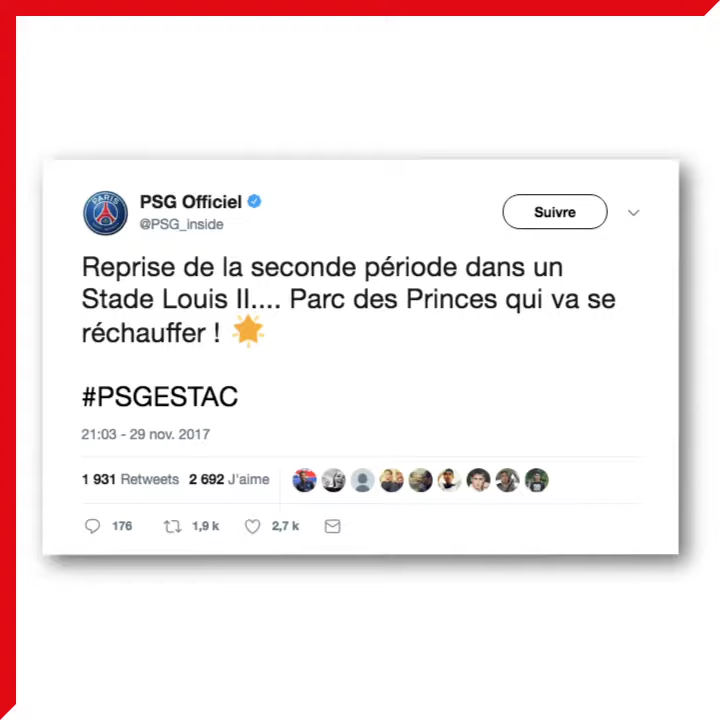 PARIS
PSG Officiel
@PSG_inside
Suivre
Reprise de la seconde période dans un
Stade Louis II.... Parc des Princes qui va se
réchauffer !
#PSGESTAC
21:03 - 29 nov. 2017
1 931 Retweets 2 692 J'aime
176 1,9 k 2,7 k